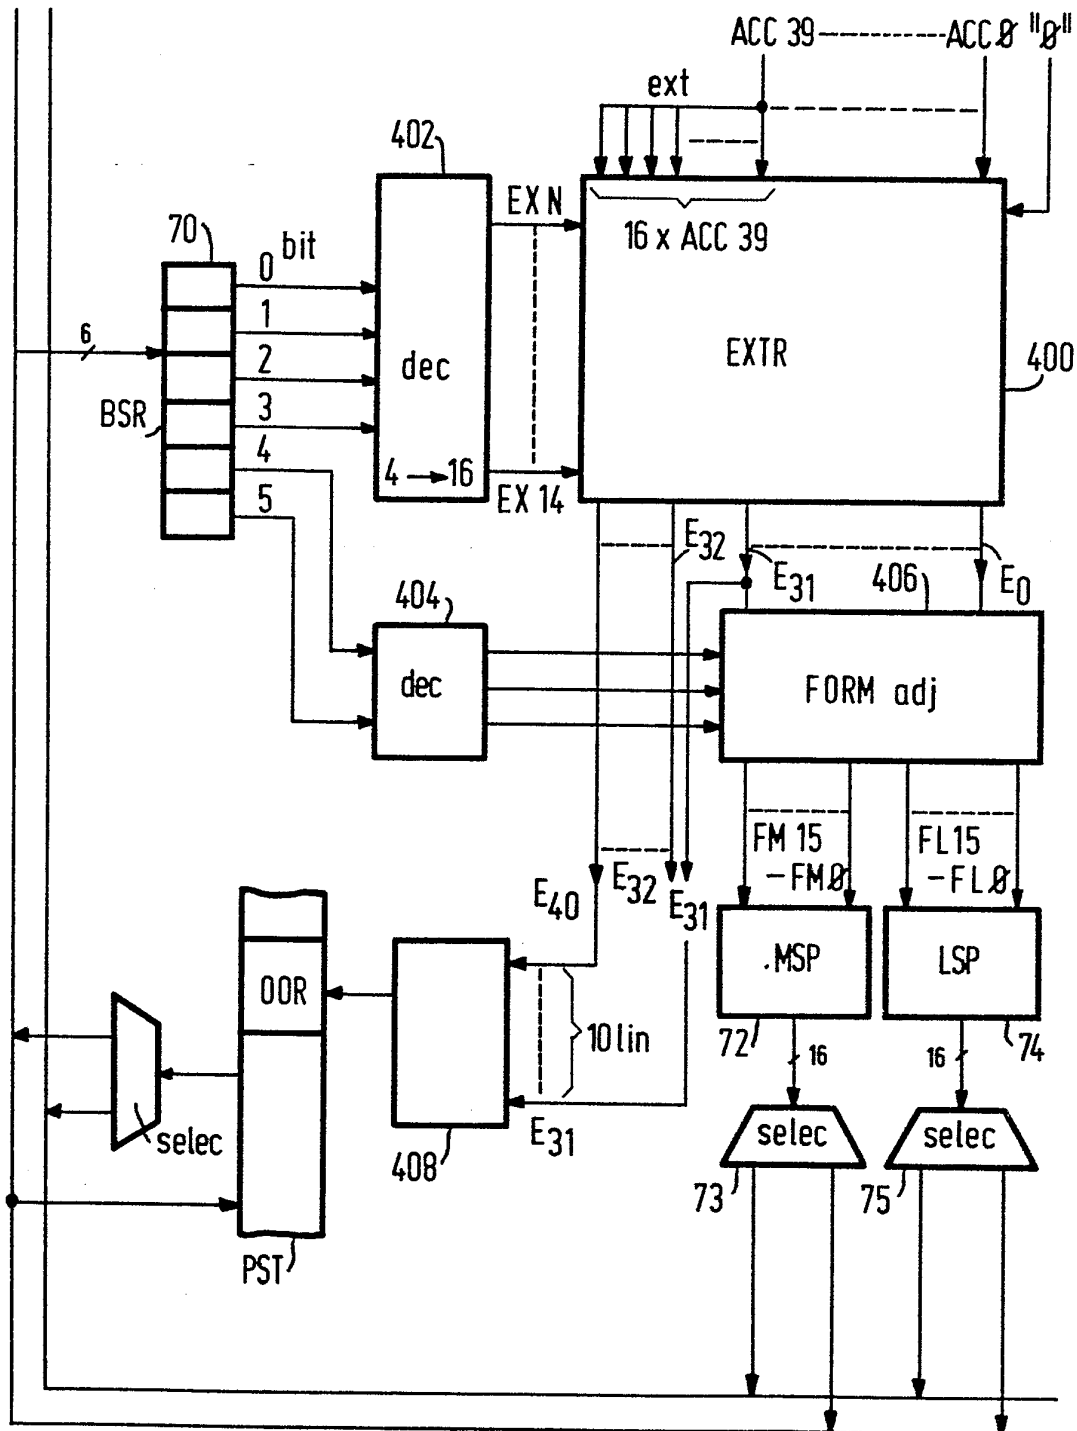 ACC 39 ---------- ACC0̸ "0̸"
ext
402
EX N
16 x ACC 39
70
bit
0
1
2
3
4
5
6
BSR
dec
4 → 16
EX 14
EXTR
400
E32
E31
E0
406
404
dec
FORM adj
FM 15
– FM0̸
FL 15
– FL0̸
E40
E32
E31
.MSP
LSP
OOR
10 lin
E31
408
72
16
16
74
selec
selec
selec
73
75
PST